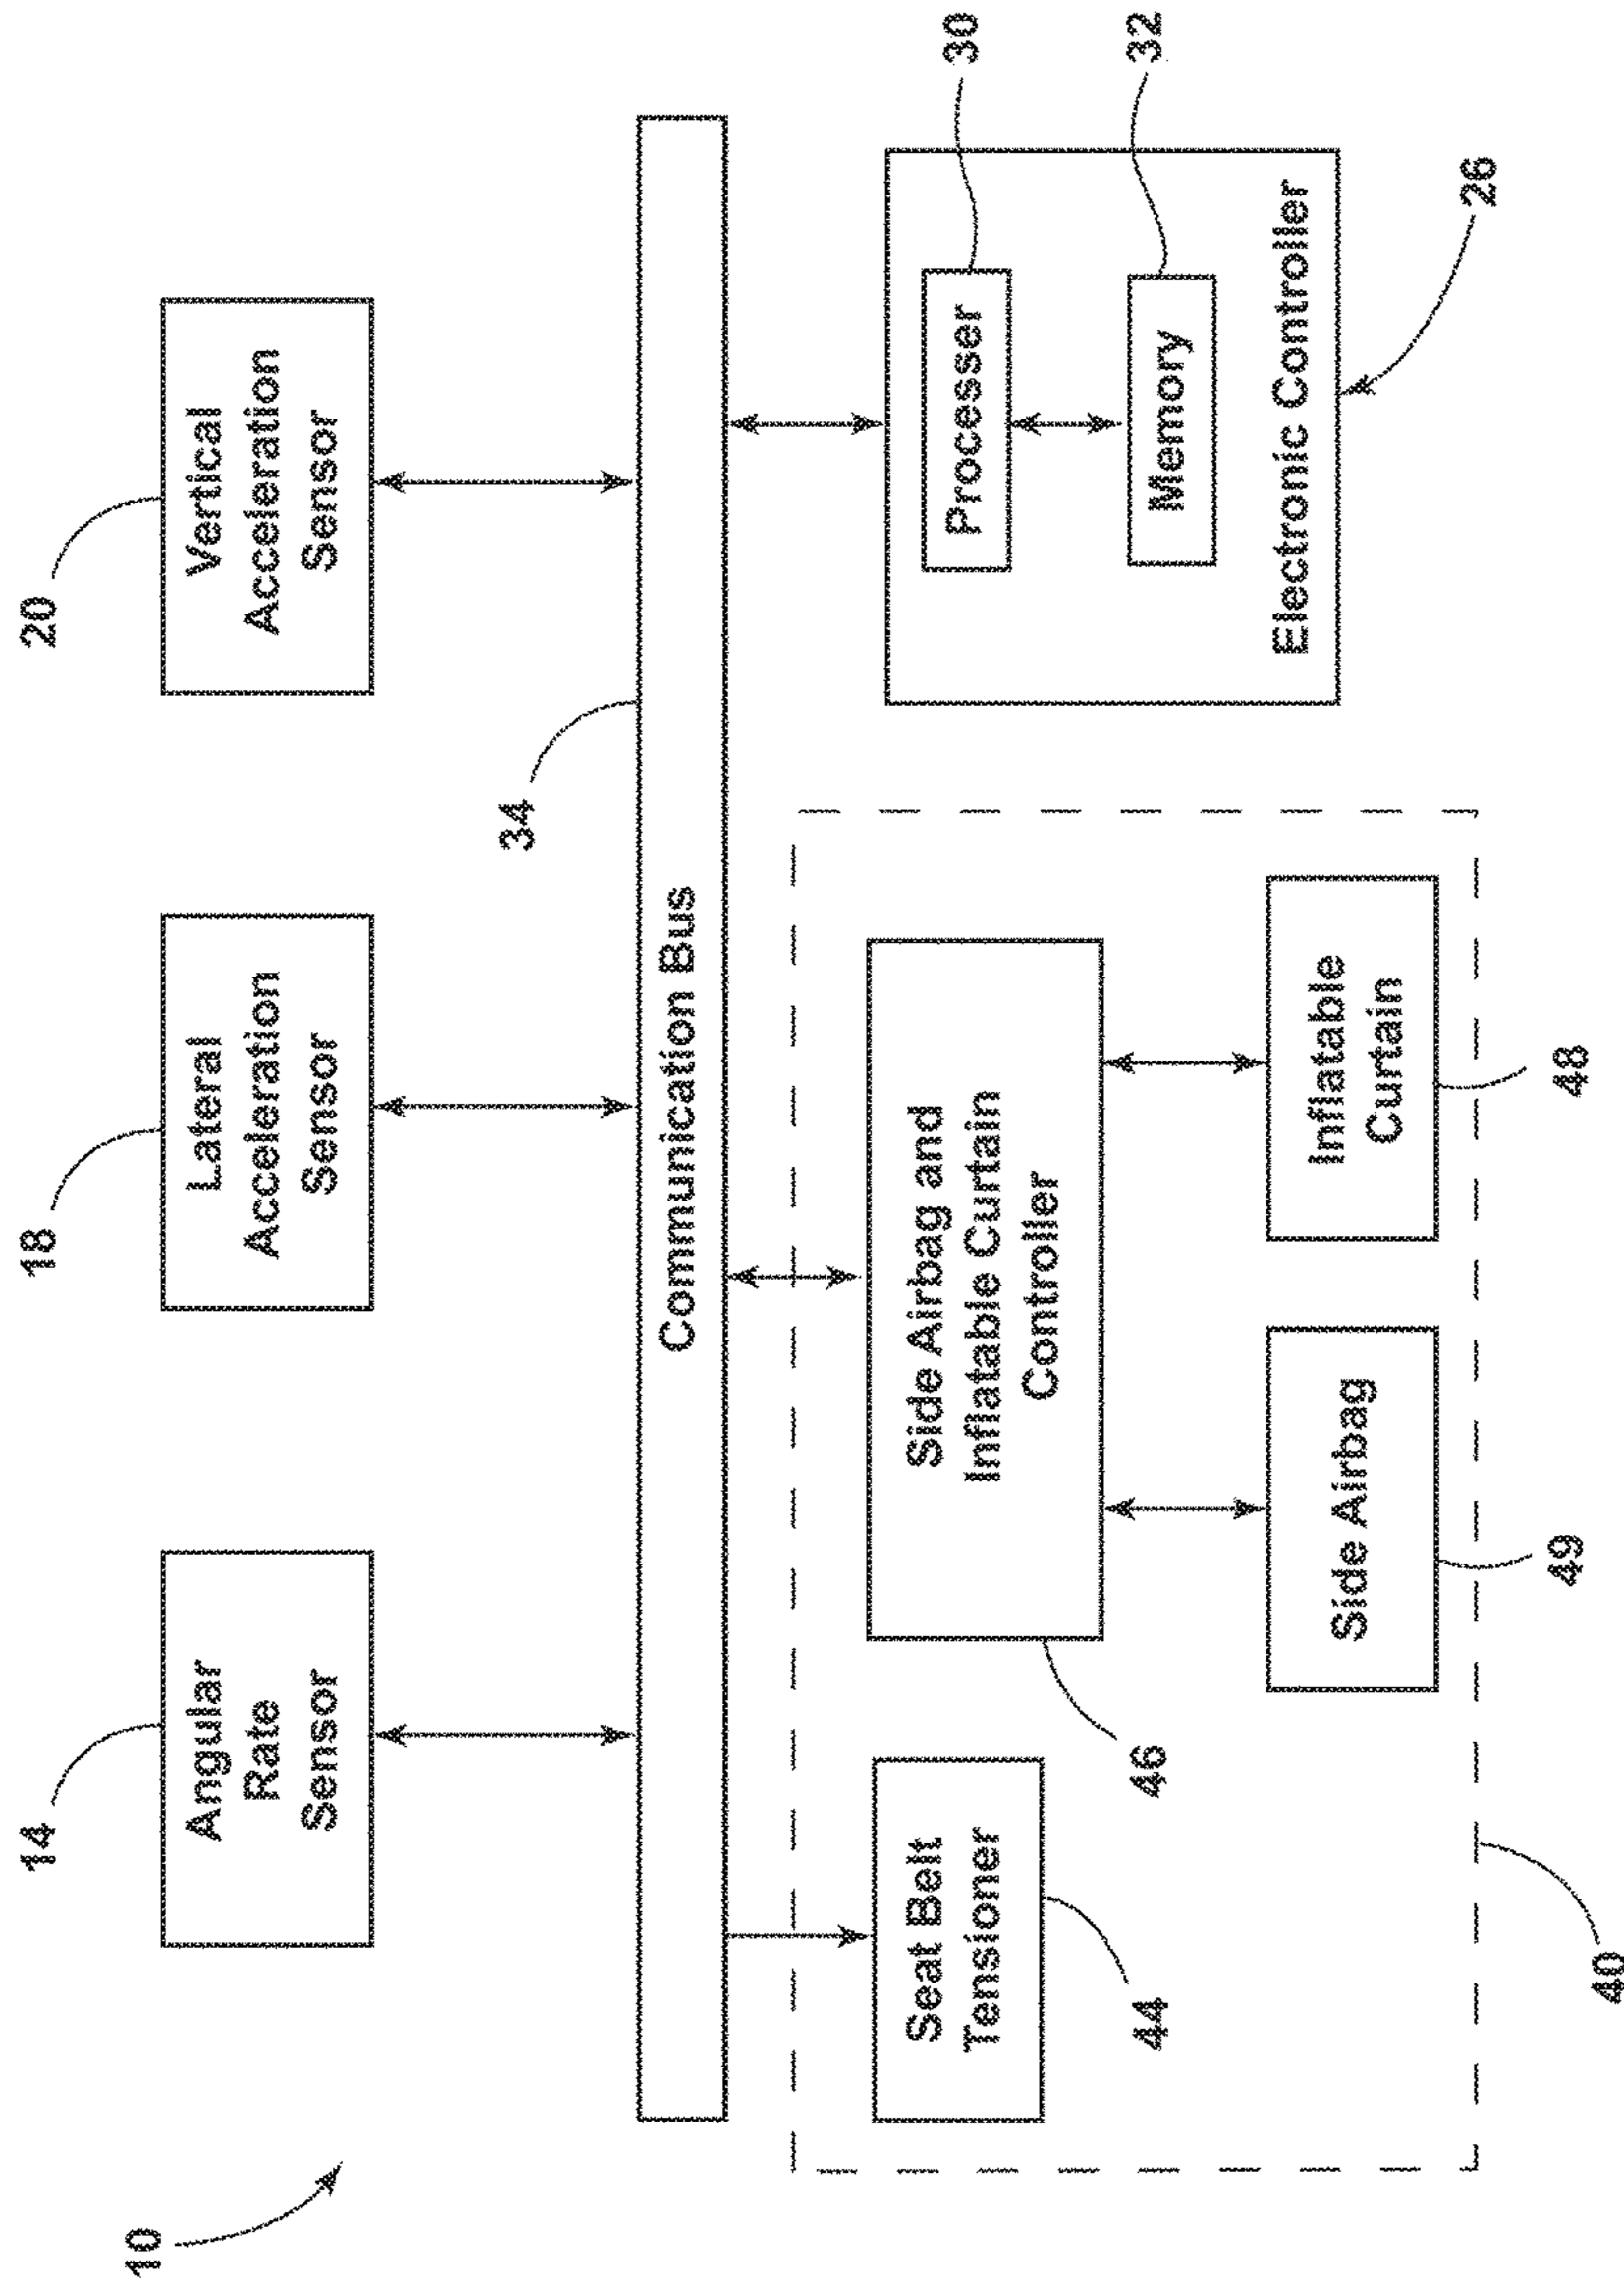 10
14
18
20
Angular
Rate
Sensor
Lateral
Acceleration
Sensor
Vertical
Acceleration
Sensor
34
Communication Bus
Seat Belt
Tensioner
44
Side Airbag and
Inflatable Curtain
Controller
46
Side Airbag
49
Inflatable
Curtain
48
40
Processer
30
Memory
32
Electronic Controller
26